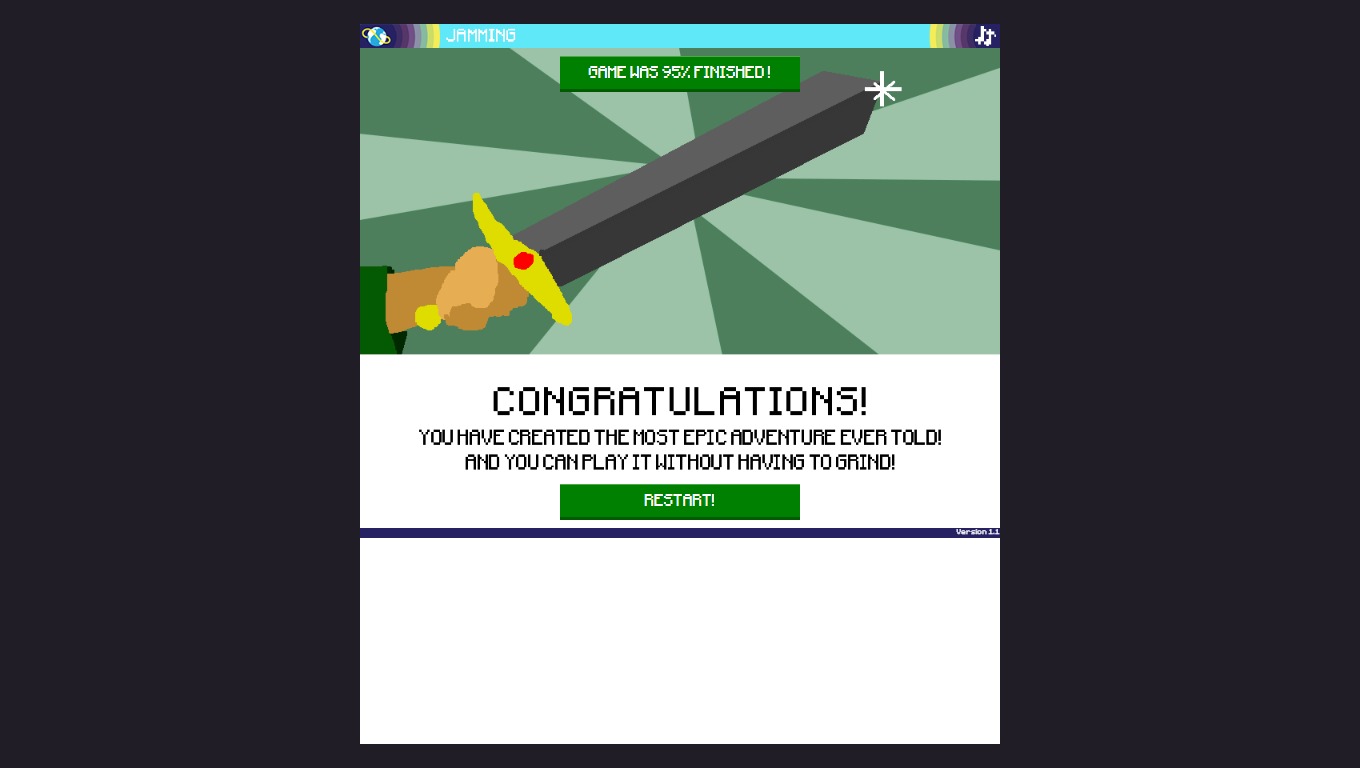 JAMMING
GAME WAS 95% FINISHED!
CONGRATULATIONS!
YOU HAVE CREATED THE MOST EPIC ADVENTURE EVER TOLD!
AND YOU CAN PLAY IT WITHOUT HAVING TO GRIND!
RESTART!
Version 1.1